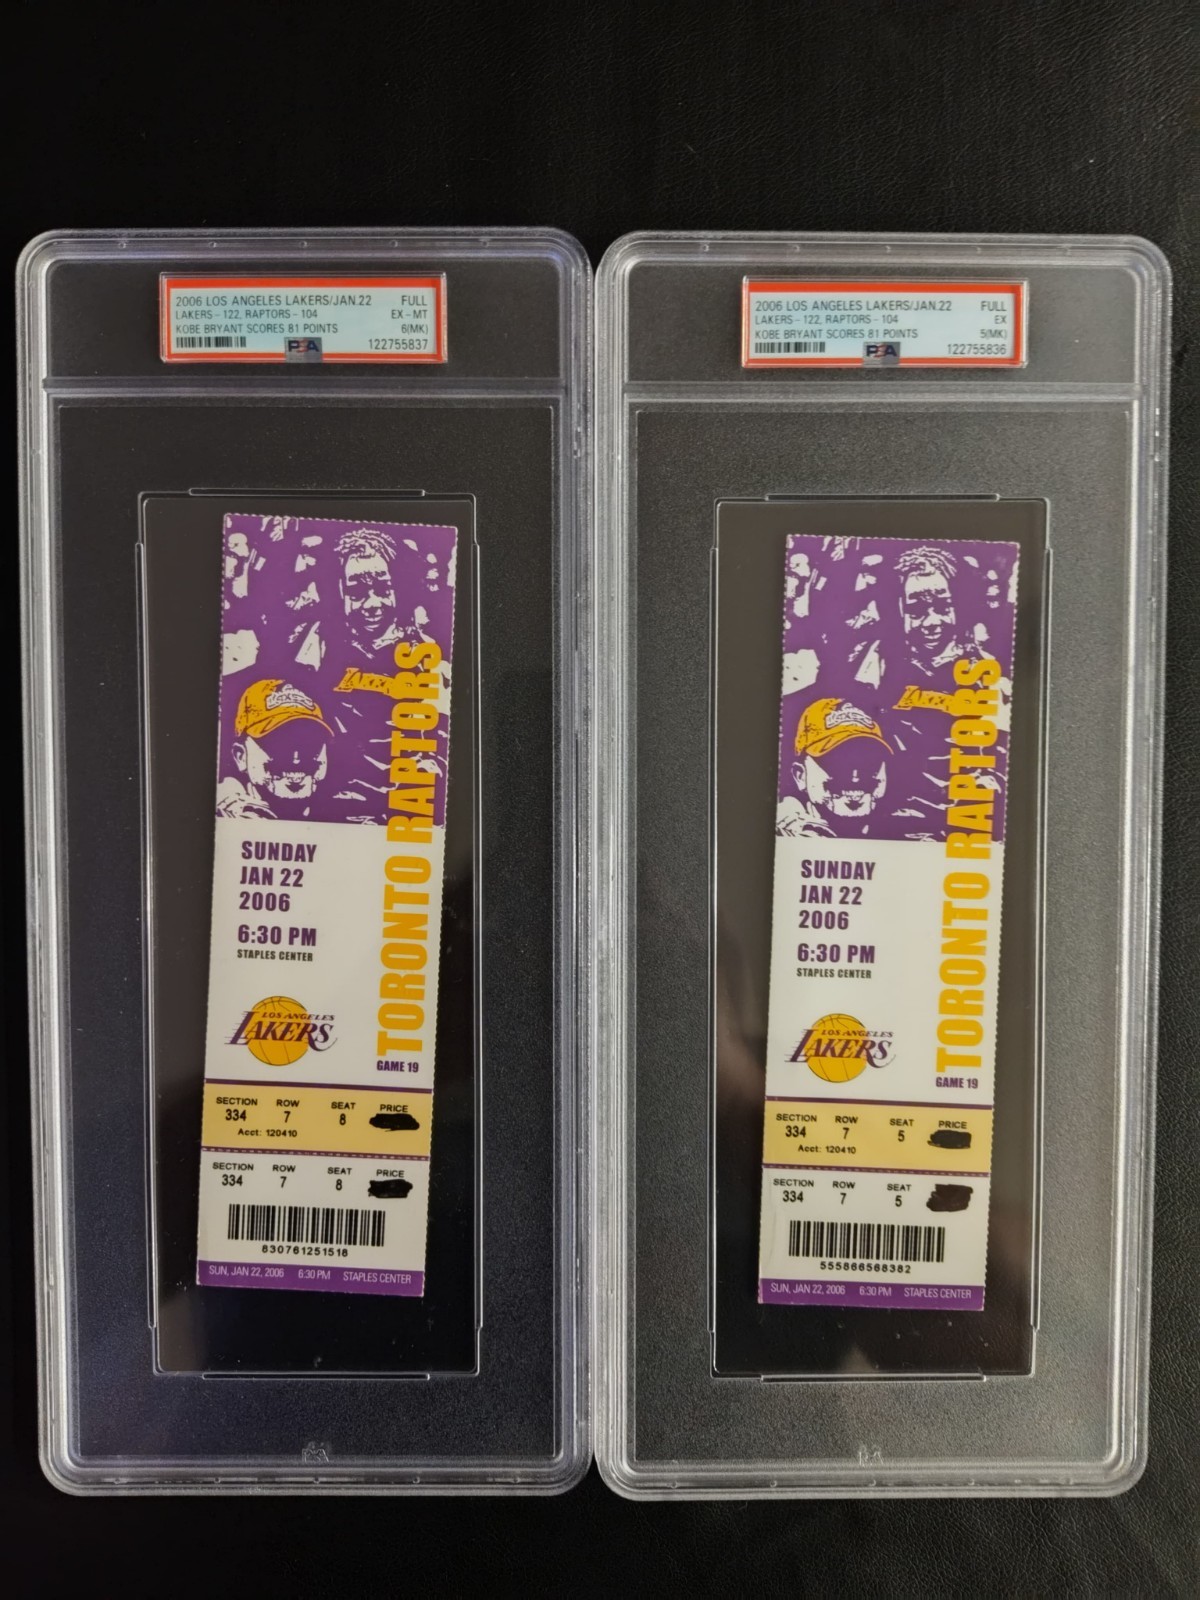 2006 LOS ANGELES LAKERS/JAN.22 FULL
LAKERS - 122, RAPTORS - 104 EX - MT
KOBE BRYANT SCORES 81 POINTS 6(MK)
PSA 122755837
LAKERS
TORONTO RAPTORS
SUNDAY
JAN 22
2006
6:30 PM
STAPLES CENTER
LOS ANGELES
LAKERS
GAME 19
SECTION ROW SEAT PRICE
334 7 8
Acct: 120410
SECTION ROW SEAT PRICE
334 7 8
830761251518
SUN, JAN 22, 2006 6:30 PM STAPLES CENTER
2006 LOS ANGELES LAKERS/JAN.22 FULL
LAKERS - 122, RAPTORS - 104 EX
KOBE BRYANT SCORES 81 POINTS 5(MK)
PSA 122755836
LAKERS
TORONTO RAPTORS
SUNDAY
JAN 22
2006
6:30 PM
STAPLES CENTER
LOS ANGELES
LAKERS
GAME 19
SECTION ROW SEAT PRICE
334 7 5
Acct: 120410
SECTION ROW SEAT PRICE
334 7 5
555866568382
SUN, JAN 22, 2006 6:30 PM STAPLES CENTER